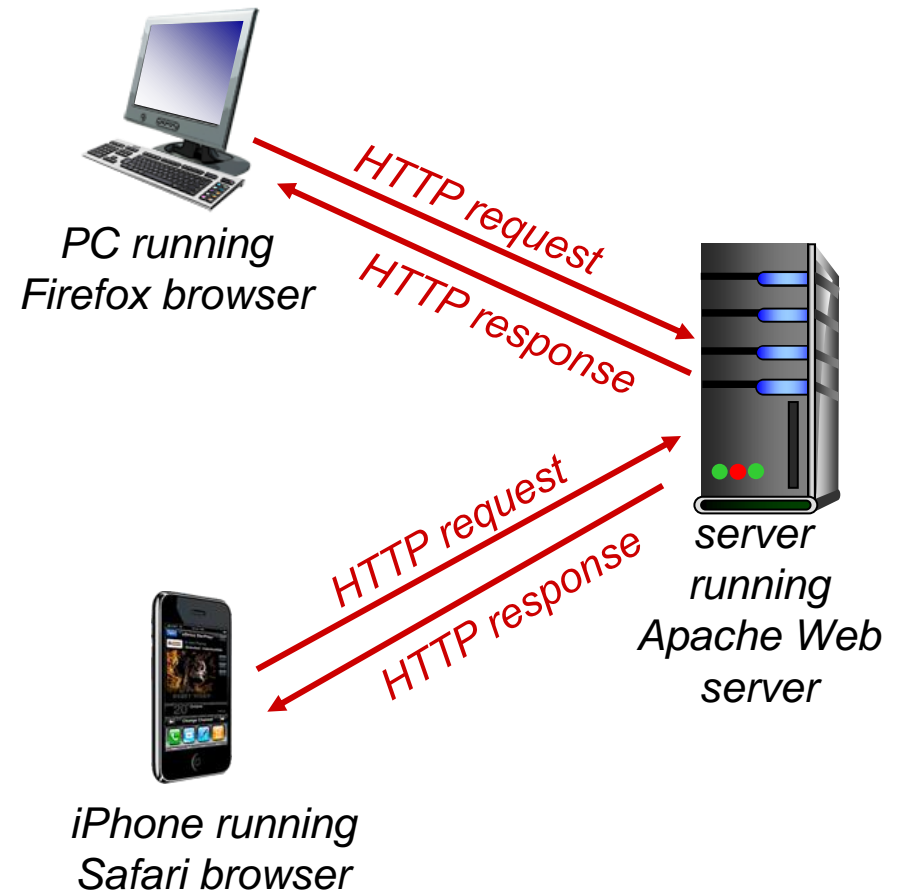 HTTP request
HTTP response
PC running
Firefox browser
server
running
Apache Web
server
HTTP request
HTTP response
iPhone running
Safari browser